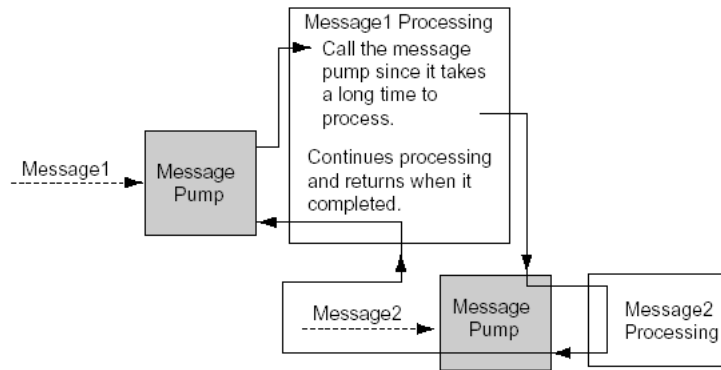 Message1 Processing
Call the message
pump since it takes
a long time to
process.
Continues processing
and returns when it
completed.
Message1
Message
Pump
Message2
Message
Pump
Message2
Processing